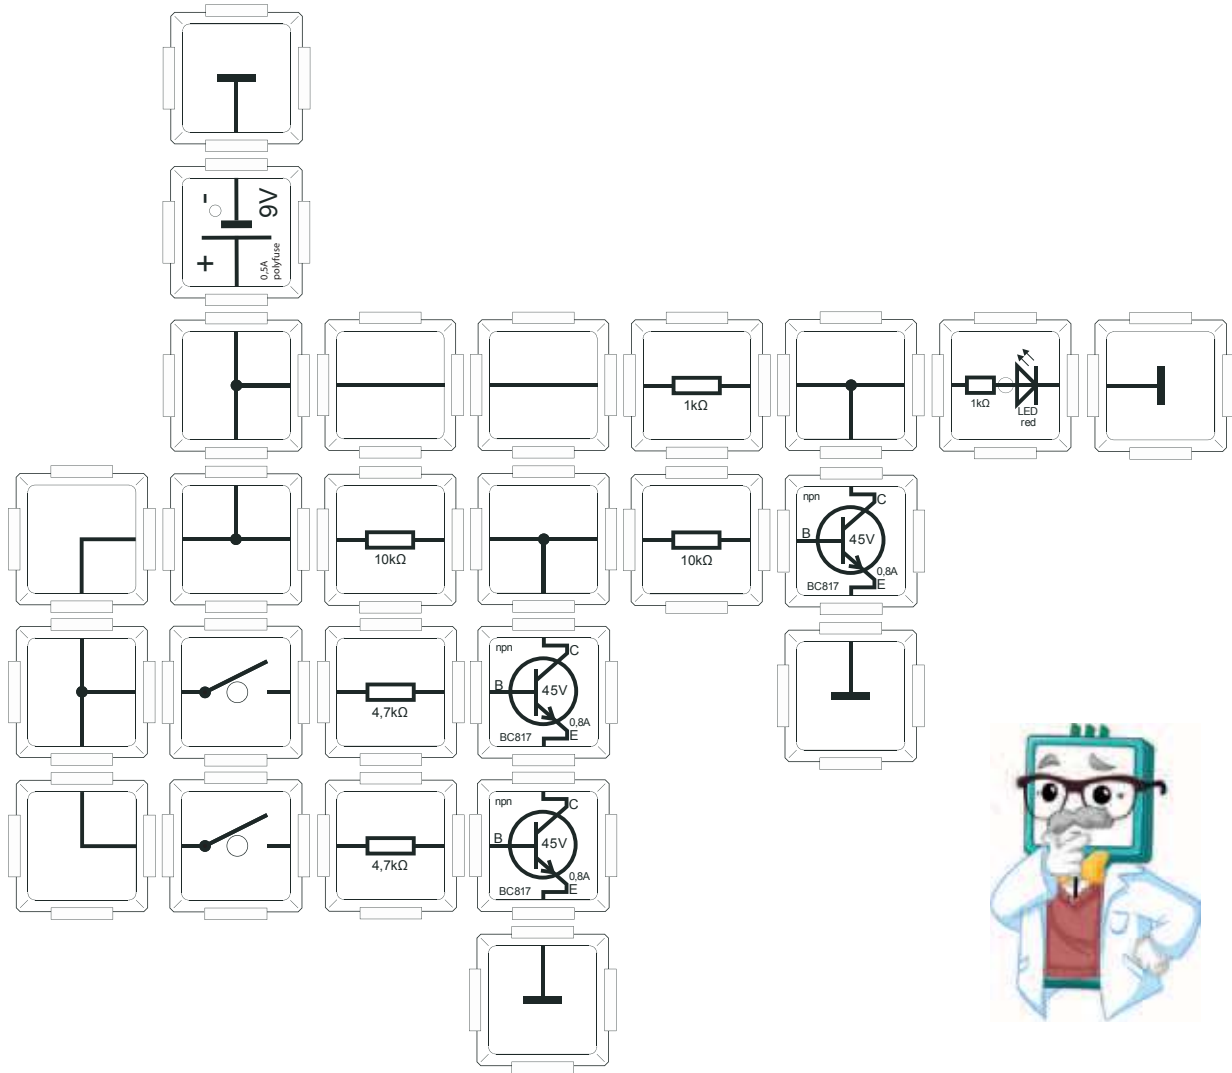 -
9V
+
0,5A
polyfuse
1kΩ
1kΩ
LED
red
10kΩ
10kΩ
npn
C
B
45V
0,8A
BC817
E
4,7kΩ
npn
C
B
45V
0,8A
BC817
E
4,7kΩ
npn
C
B
45V
0,8A
BC817
E